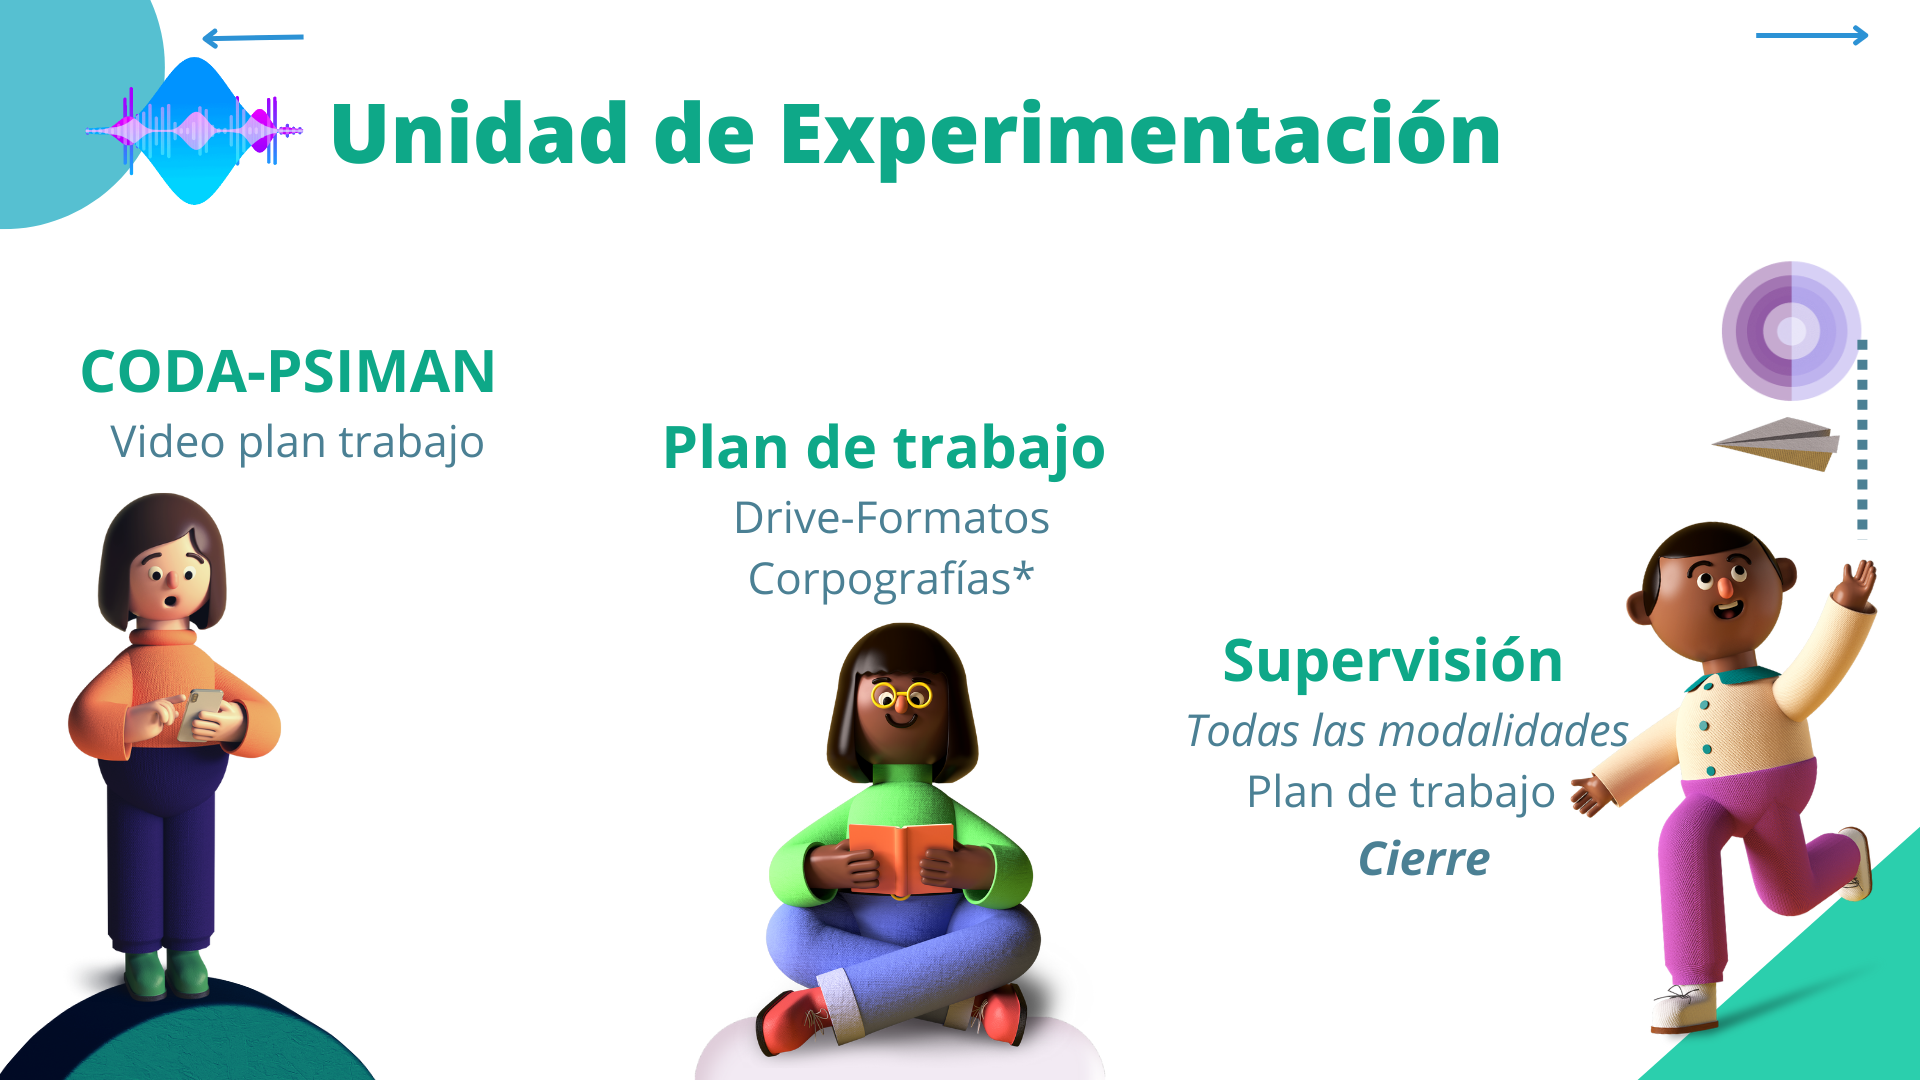 Unidad de Experimentación
CODA-PSIMAN
Video plan trabajo
Plan de trabajo
Drive-Formatos
Corpografías*
Supervisión
Todas las modalidades
Plan de trabajo
Cierre